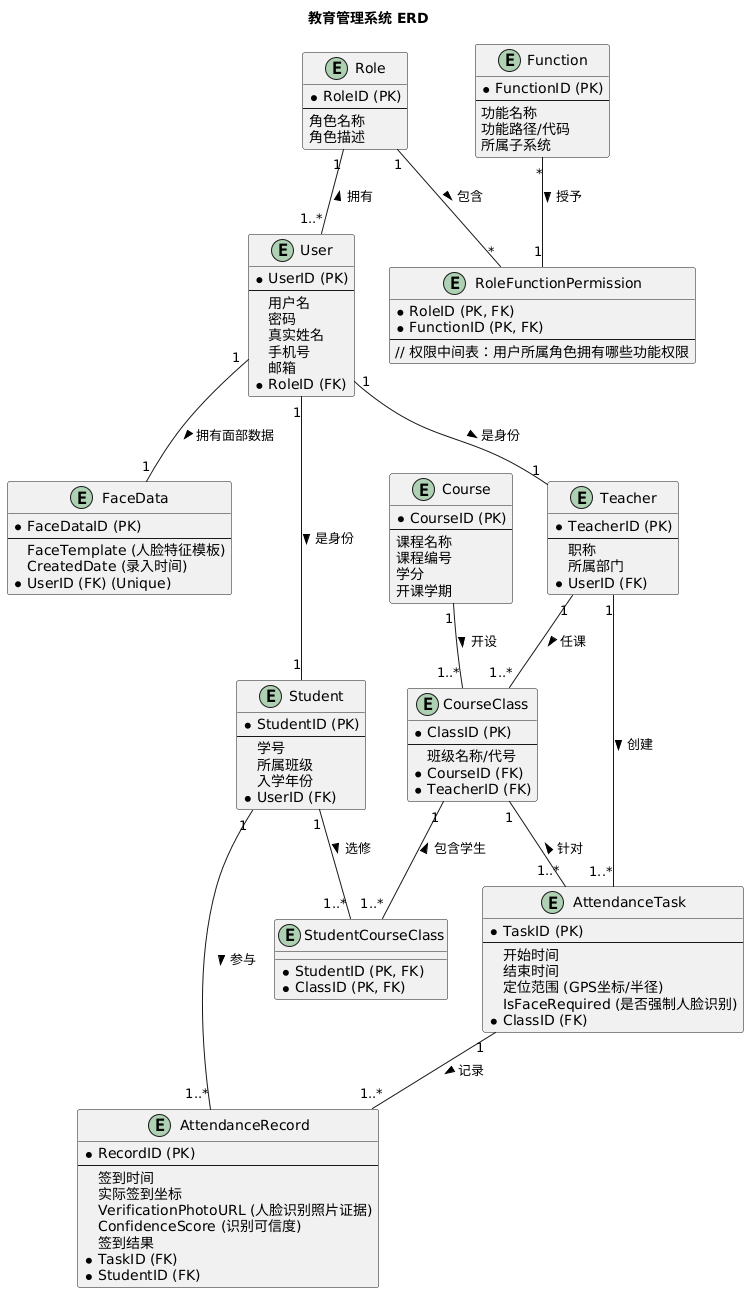 教育管理系统 ERD
E Role
* RoleID (PK)
角色名称
角色描述
E Function
* FunctionID (PK)
功能名称
功能路径/代码
所属子系统
1
拥有
1..*
1
包含
*
*
授予
1
E User
* UserID (PK)
用户名
密码
真实姓名
手机号
邮箱
* RoleID (FK)
E RoleFunctionPermission
* RoleID (PK, FK)
* FunctionID (PK, FK)
// 权限中间表：用户所属角色拥有哪些功能权限
1
拥有面部数据
1
1
是身份
1
1
是身份
1
E FaceData
* FaceDataID (PK)
FaceTemplate (人脸特征模板)
CreatedDate (录入时间)
* UserID (FK) (Unique)
E Course
* CourseID (PK)
课程名称
课程编号
学分
开课学期
E Teacher
* TeacherID (PK)
职称
所属部门
* UserID (FK)
1
开设
1..*
1
任课
1..*
1
创建
1..*
E Student
* StudentID (PK)
学号
所属班级
入学年份
* UserID (FK)
E CourseClass
* ClassID (PK)
班级名称/代号
* CourseID (FK)
* TeacherID (FK)
1
参与
1..*
1
选修
1..*
1
包含学生
1..*
1
针对
1..*
E StudentCourseClass
* StudentID (PK, FK)
* ClassID (PK, FK)
E AttendanceTask
* TaskID (PK)
开始时间
结束时间
定位范围 (GPS坐标/半径)
IsFaceRequired (是否强制人脸识别)
* ClassID (FK)
1
记录
1..*
E AttendanceRecord
* RecordID (PK)
签到时间
实际签到坐标
VerificationPhotoURL (人脸识别照片证据)
ConfidenceScore (识别可信度)
签到结果
* TaskID (FK)
* StudentID (FK)